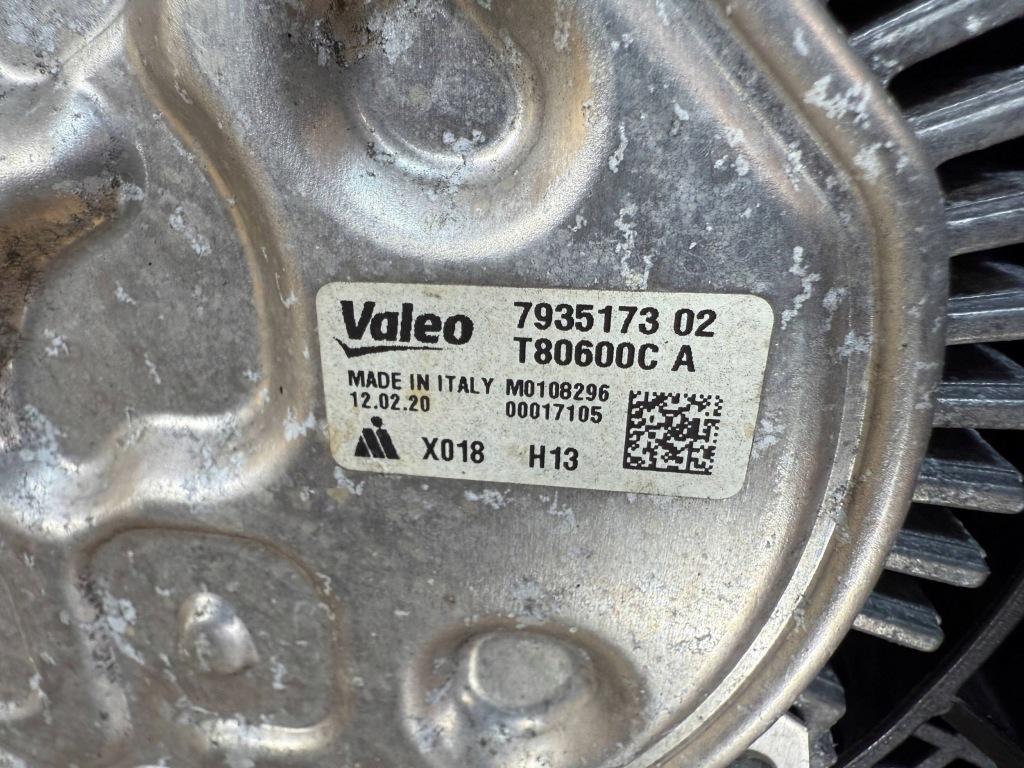 Valeo
7935173 02
T80600C A
MADE IN ITALY M0108296
12.02.20 00017105
X018 H13